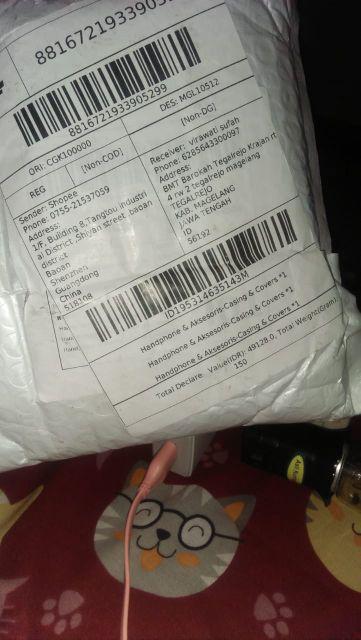 8816721933905299
8816721933905299
ORI: CGK100000
DES: MGL10512
REG
[Non-COD]
[Non-DG]
Sender: Shopee
Phone: 0755-21537059
Address:
1/F, Building 8,Tangtou industri
al District ,Shiyan street baoan
district
Baoan
Shenzhen
Guangdong
China
518108
Receiver: virawati sufah
Phone: 6285643300097
Address:
BMT Barokah Tegalrejo Krajan rt
4 rw 2 tegalrejo magelang
TEGALREJO
KAB. MAGELANG
JAWA TENGAH
ID
56192
ID195314635143M
Handphone & Aksesoris-Casing & Covers *1
Handphone & Aksesoris-Casing & Covers *1
Handphone & Aksesoris-Casing & Covers *1
Total Declare Value(IDR): 49128.0, Total Weight(Gram):
150